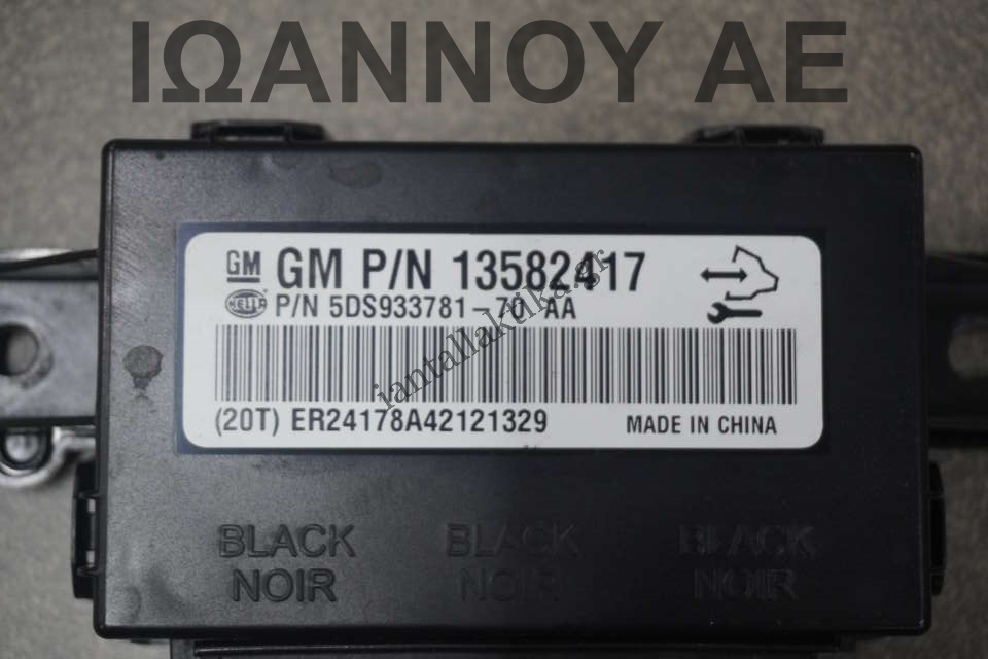 ΙΩΑΝΝΟΥ ΑΕ
GM GM P/N 13582417
HELLA P/N 5DS933781-70 AA
iantallaktika.gr
(20T) ER24178A42121329 MADE IN CHINA
BLACK BLACK BLACK
NOIR NOIR NOIR